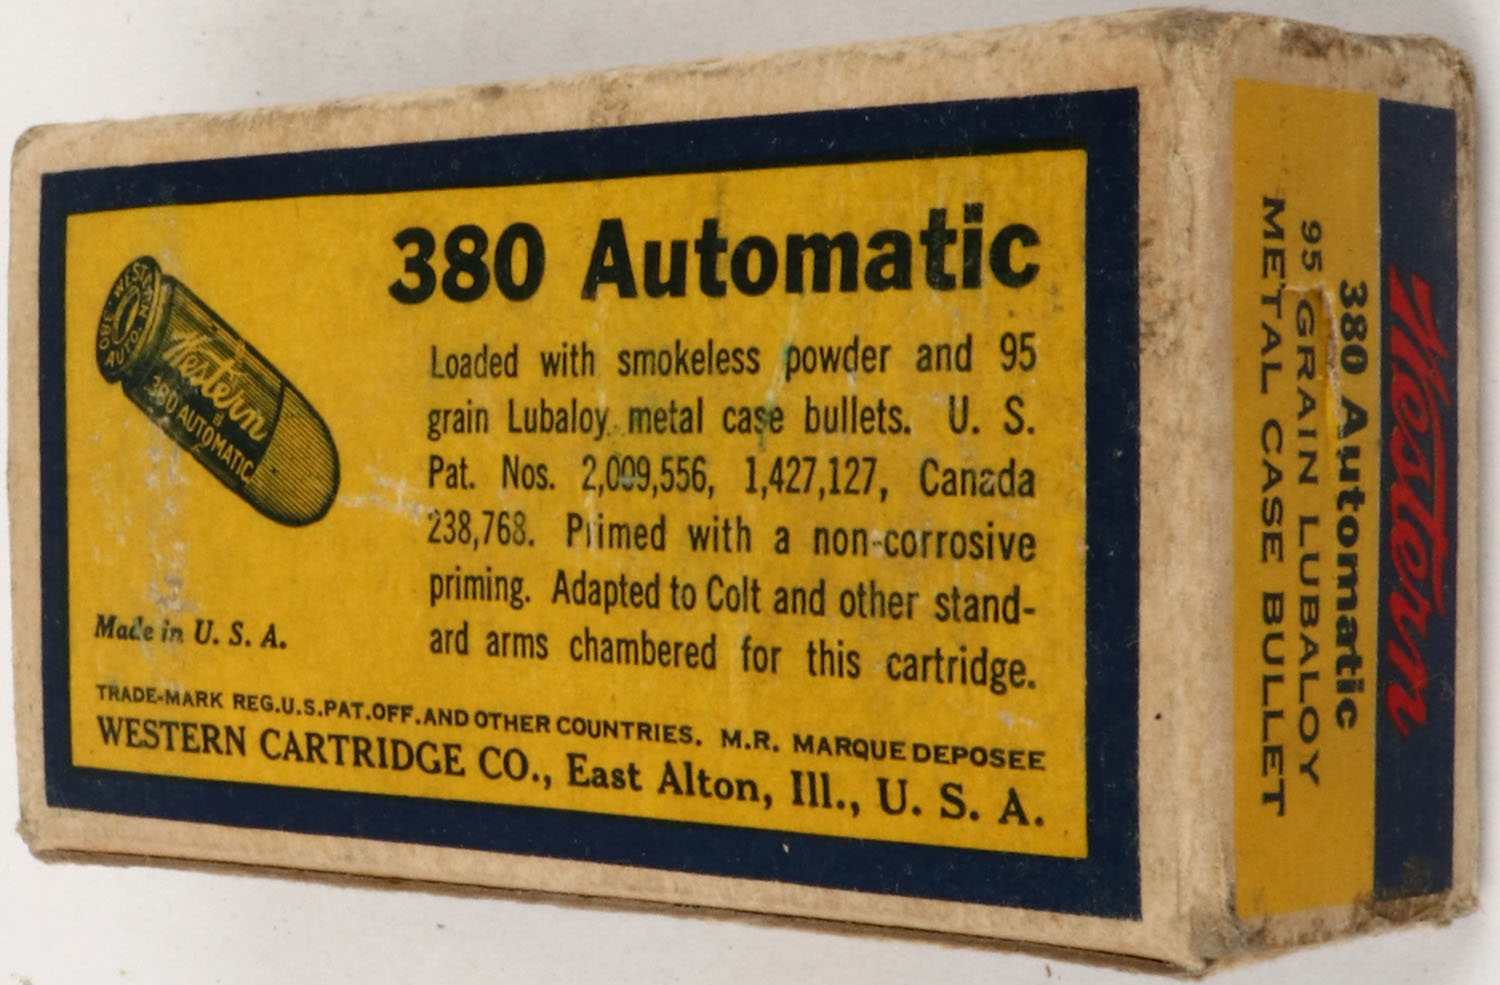 380 Automatic
Loaded with smokeless powder and 95
grain Lubaloy metal case bullets. U. S.
Pat. Nos. 2,009,556, 1,427,127, Canada
238,768. Primed with a non-corrosive
priming. Adapted to Colt and other stand-
ard arms chambered for this cartridge.
WESTERN
380 AUTO.
Western
380 AUTOMATIC
Made in U. S. A.
TRADE-MARK REG.U.S.PAT.OFF.AND OTHER COUNTRIES. M.R. MARQUE DEPOSEE
WESTERN CARTRIDGE CO., East Alton, Ill., U. S. A.
Western
380 Automatic
95 GRAIN LUBALOY
METAL CASE BULLET